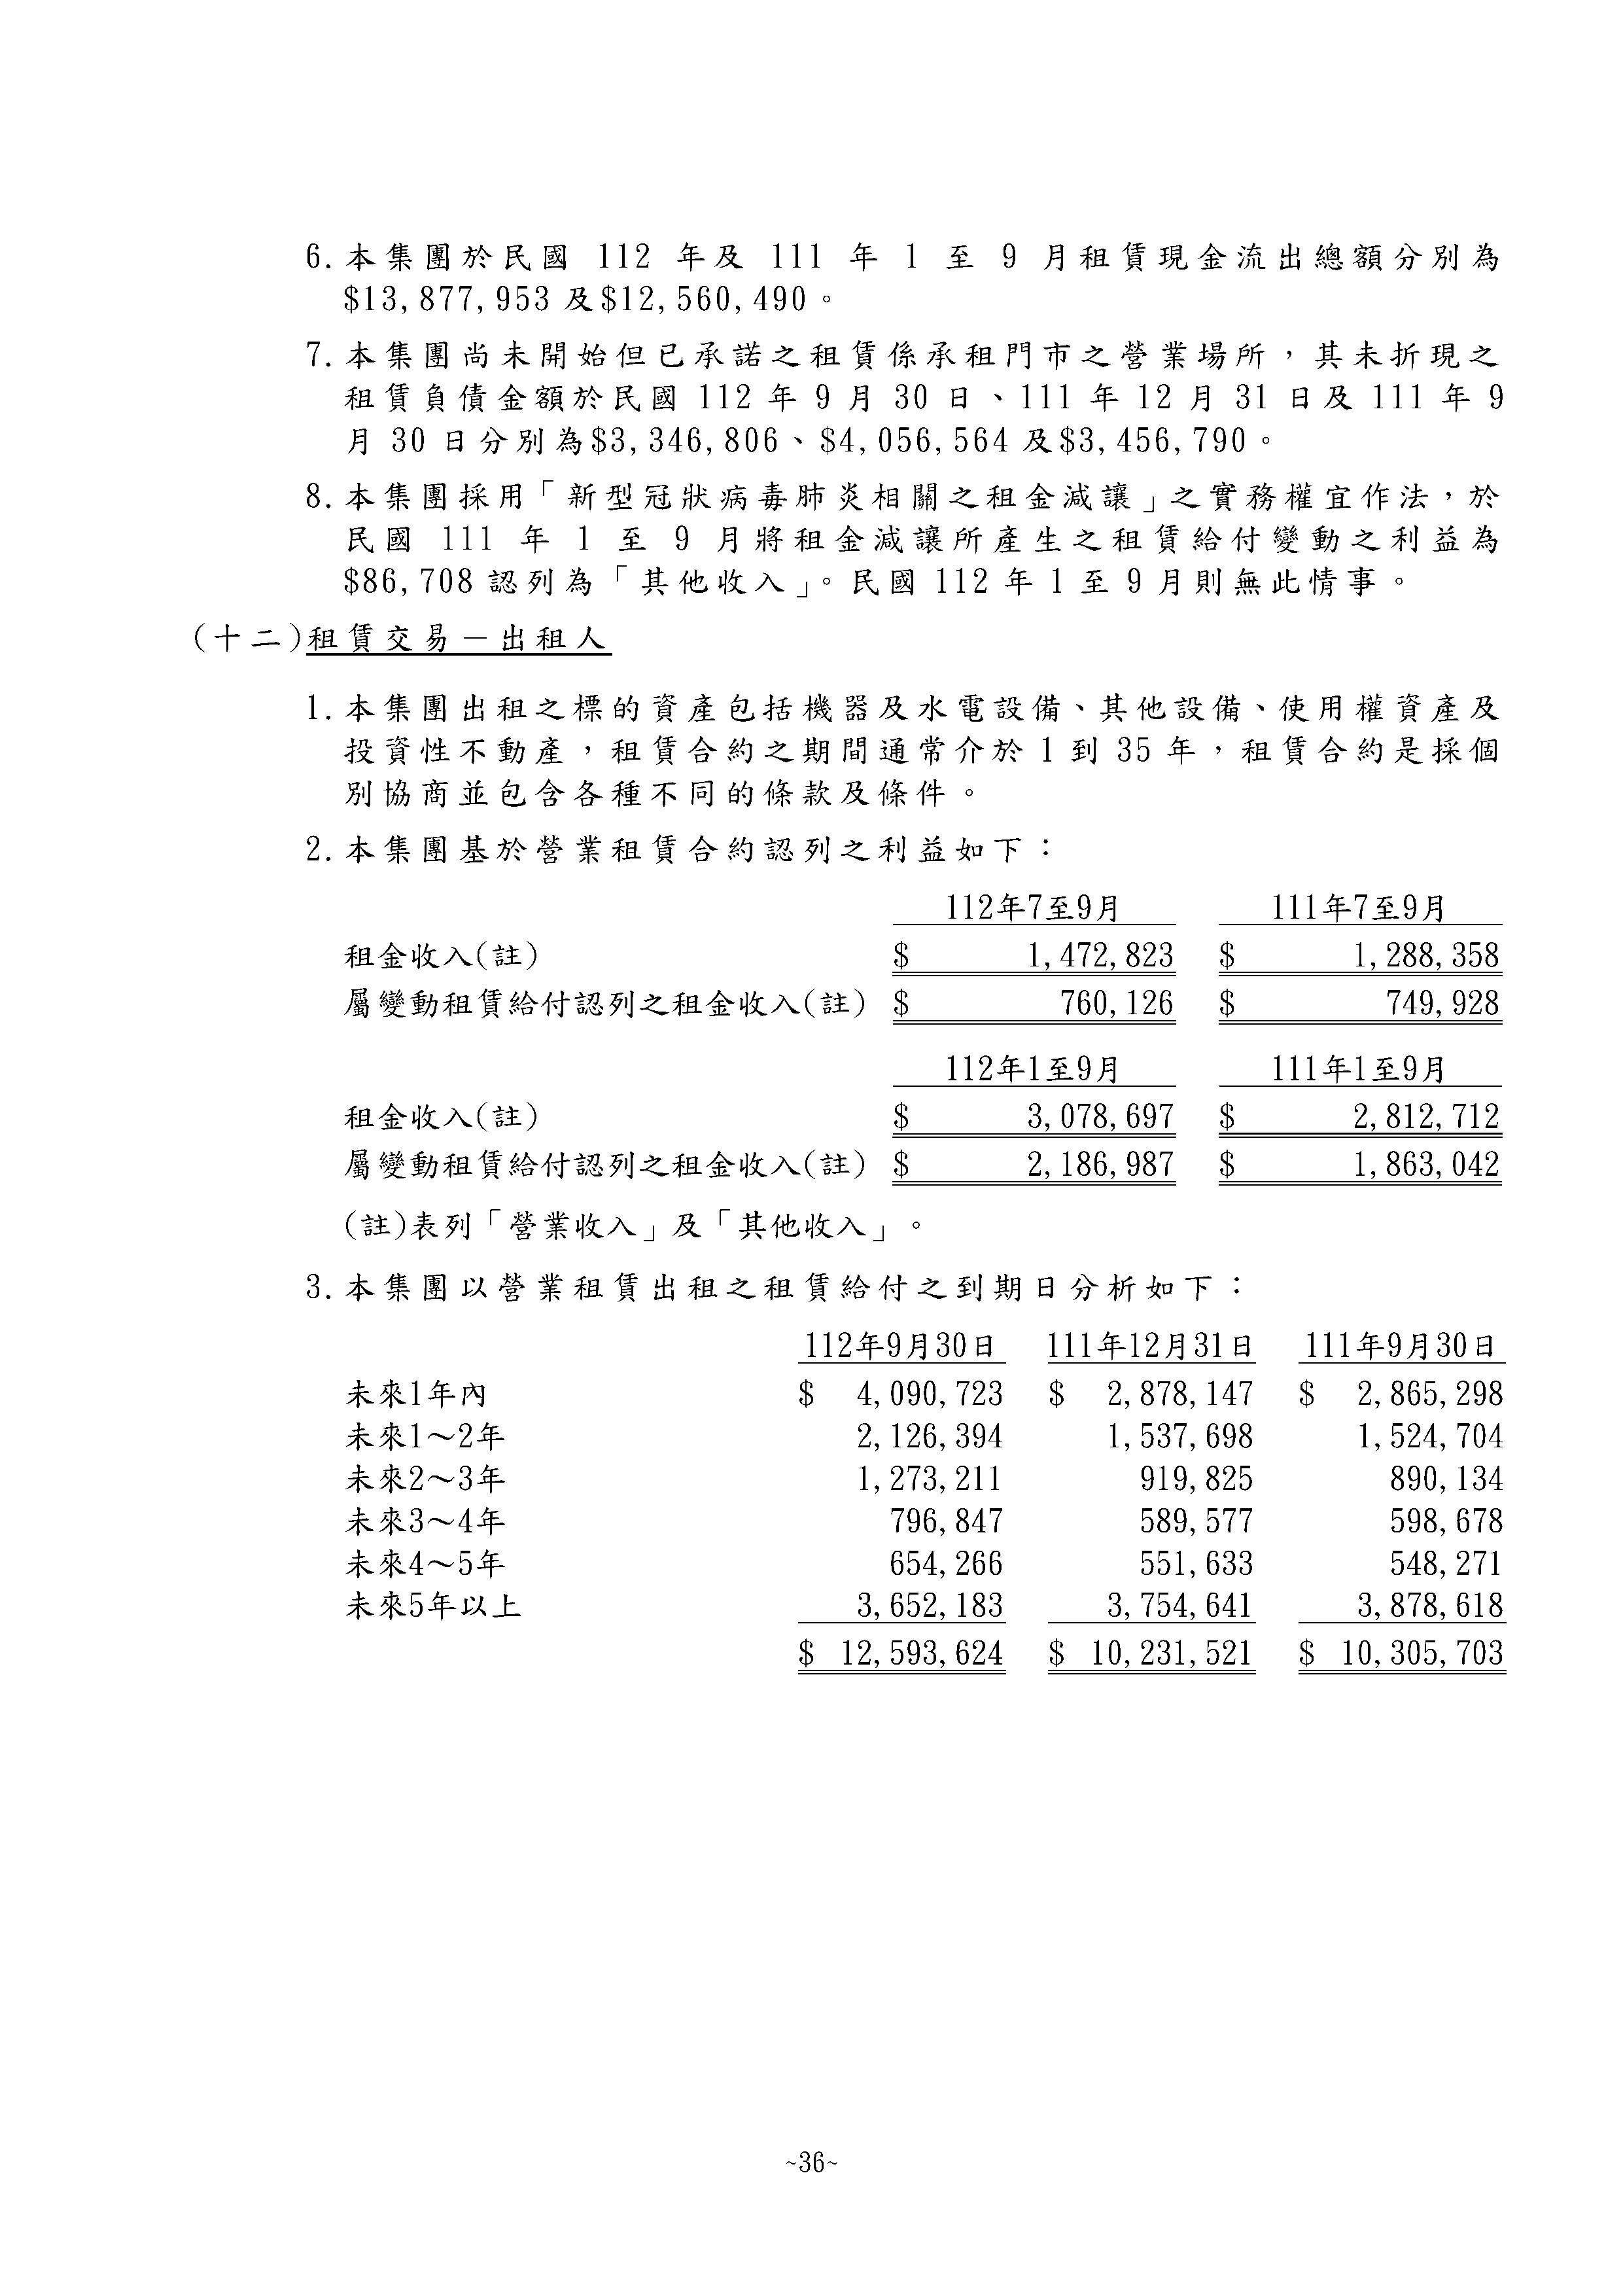 6.本集團於民國 112 年及 111 年 1 至 9 月租賃現金流出總額分別為
$13,877,953 及$12,560,490。
7.本集團尚未開始但已承諾之租賃係承租門市之營業場所，其未折現之
租賃負債金額於民國 112 年 9 月 30 日、111 年 12 月 31 日及 111 年 9
月 30 日分別為$3,346,806、$4,056,564 及$3,456,790。
8.本集團採用「新型冠狀病毒肺炎相關之租金減讓」之實務權宜作法，於
民國 111 年 1 至 9 月將租金減讓所產生之租賃給付變動之利益為
$86,708 認列為「其他收入」。民國 112 年 1 至 9 月則無此情事。
(十二)租賃交易－出租人
1.本集團出租之標的資產包括機器及水電設備、其他設備、使用權資產及
投資性不動產，租賃合約之期間通常介於 1 到 35 年，租賃合約是採個
別協商並包含各種不同的條款及條件。
2.本集團基於營業租賃合約認列之利益如下：
112年7至9月 111年7至9月
租金收入(註) $ 1,472,823 $ 1,288,358
屬變動租賃給付認列之租金收入(註) $ 760,126 $ 749,928
112年1至9月 111年1至9月
租金收入(註) $ 3,078,697 $ 2,812,712
屬變動租賃給付認列之租金收入(註) $ 2,186,987 $ 1,863,042
(註)表列「營業收入」及「其他收入」。
3.本集團以營業租賃出租之租賃給付之到期日分析如下：
112年9月30日 111年12月31日 111年9月30日
未來1年內 $ 4,090,723 $ 2,878,147 $ 2,865,298
未來1～2年 2,126,394 1,537,698 1,524,704
未來2～3年 1,273,211 919,825 890,134
未來3～4年 796,847 589,577 598,678
未來4～5年 654,266 551,633 548,271
未來5年以上 3,652,183 3,754,641 3,878,618
$ 12,593,624 $ 10,231,521 $ 10,305,703
~36~